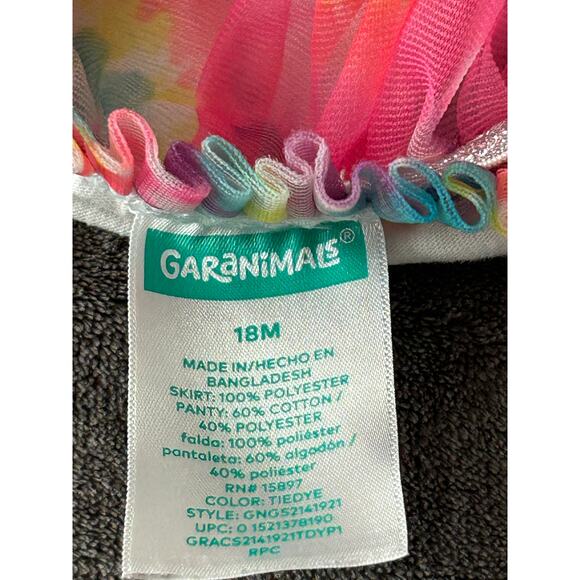 GARANIMALS®
18M
MADE IN/HECHO EN
BANGLADESH
SKIRT: 100% POLYESTER
PANTY: 60% COTTON /
40% POLYESTER
falda: 100% poliéster
pantaleta: 60% algodón /
40% poliéster
RN# 15897
COLOR: TIEDYE
STYLE: GNGS2141921
UPC: 0 1521378190
GRACS2141921TDYP1
RPC